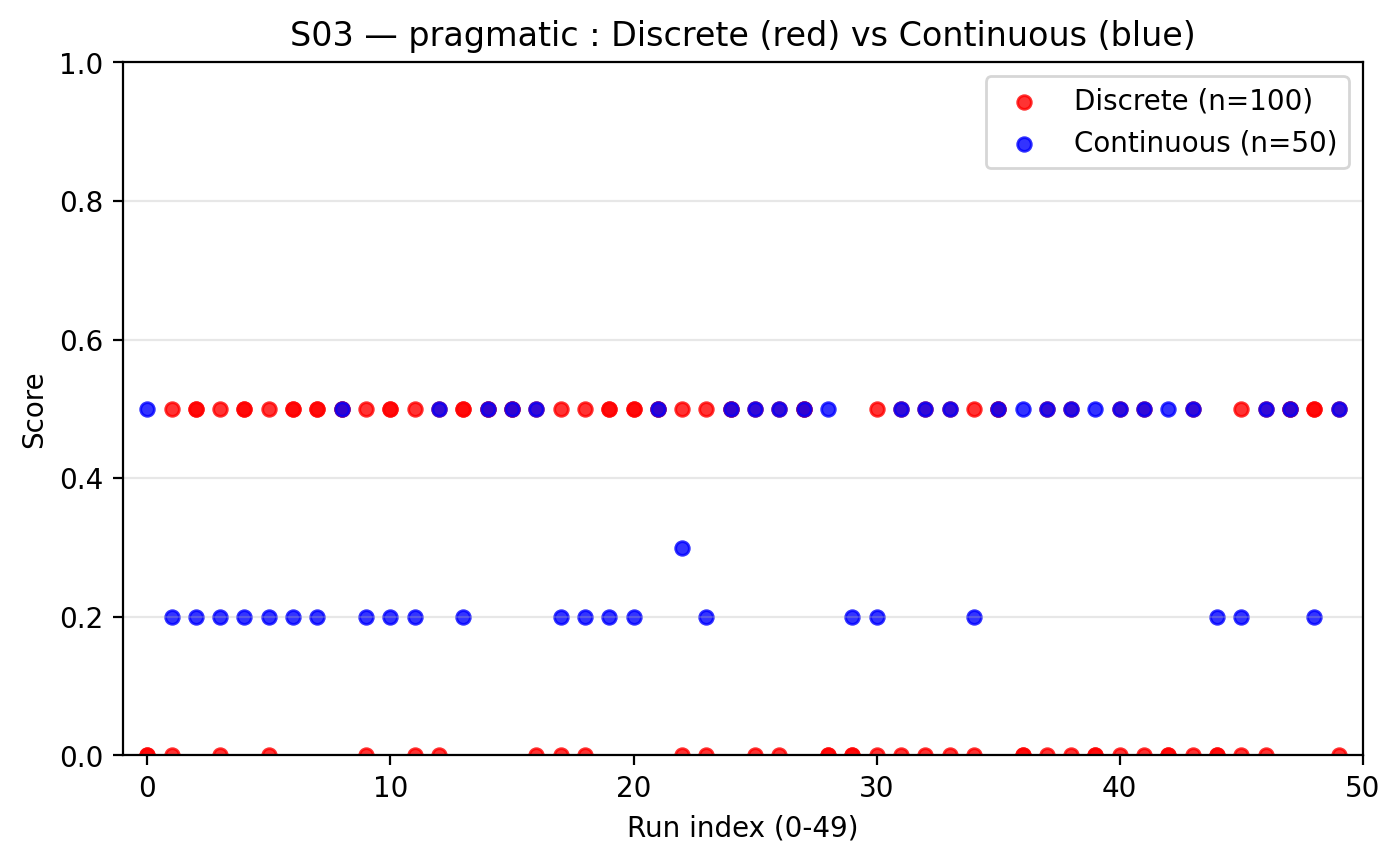 S03 — pragmatic : Discrete (red) vs Continuous (blue)
1.0
0.8
0.6
0.4
0.2
0.0
Score
Discrete (n=100)
Continuous (n=50)
0 10 20 30 40 50
Run index (0-49)